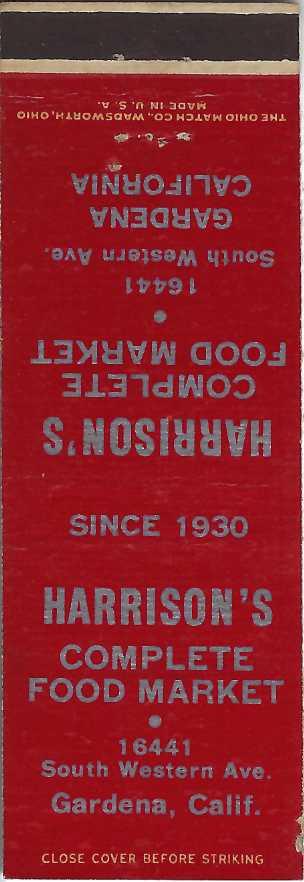 THE OHIO MATCH CO., WADSWORTH, OHIO
MADE IN U. S. A.
HARRISON'S
COMPLETE
FOOD MARKET
•
16441
South Western Ave.
GARDENA
CALIFORNIA
SINCE 1930
HARRISON'S
COMPLETE
FOOD MARKET
•
16441
South Western Ave.
Gardena, Calif.
CLOSE COVER BEFORE STRIKING